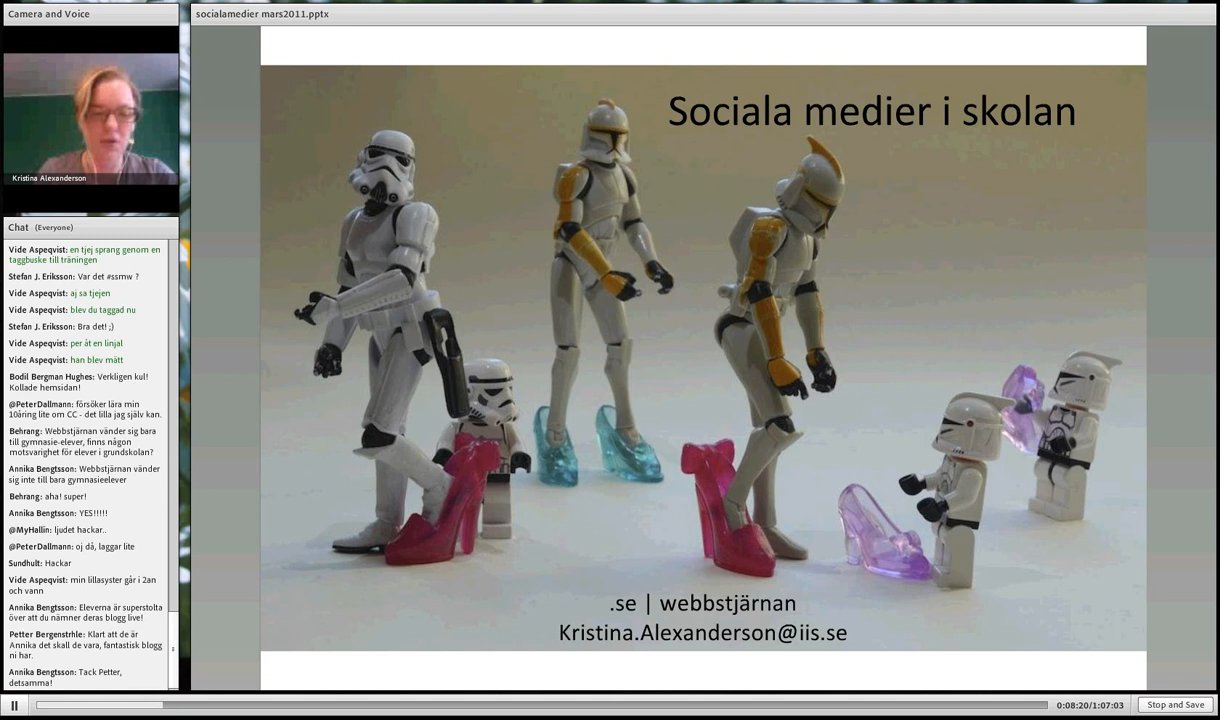 Camera and Voice
Kristina Alexanderson
Chat (Everyone)
Vide Aspeqvist: en tjej sprang genom en
taggbuske till träningen
Stefan J. Eriksson: Var det #ssmw ?
Vide Aspeqvist: aj sa tjejen
Vide Aspeqvist: blev du taggad nu
Stefan J. Eriksson: Bra det! ;)
Vide Aspeqvist: per åt en linjal
Vide Aspeqvist: han blev mätt
Bodil Bergman Hughes: Verkligen kul!
Kollade hemsidan!
@PeterDallmann: försöker lära min
10åring lite om CC - det lilla jag själv kan.
Behrang: Webbstjärnan vänder sig bara
till gymnasie-elever, finns någon
motsvarighet för elever i grundskolan?
Annika Bengtsson: Webbstjärnan vänder
sig inte till bara gymnasieelever
Behrang: aha! super!
Annika Bengtsson: YES!!!!!
@MyHallin: ljudet hackar..
@PeterDallmann: oj då, laggar lite
Sundhult: Hackar
Vide Aspeqvist: min lillasyster går i 2an
och vann
Annika Bengtsson: Eleverna är superstolta
över att du nämner deras blogg live!
Petter Bergenstrhle: Klart att de är
Annika det skall de vara, fantastisk blogg
ni har.
Annika Bengtsson: Tack Petter,
detsamma!
socialamedier mars2011.pptx
Sociala medier i skolan
.se | webbstjärnan
Kristina.Alexanderson@iis.se
0:08:20/1:07:03
Stop and Save